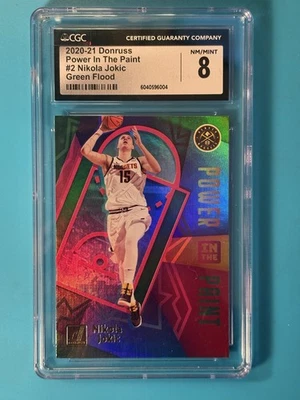 CGC
CERTIFIED GUARANTY COMPANY
2020-21 Donruss
Power In The Paint
#2 Nikola Jokic
Green Flood
NM/MINT
8
6040596004
NUGGETS
15
POWER
IN THE
PAINT
Nikola
Jokic